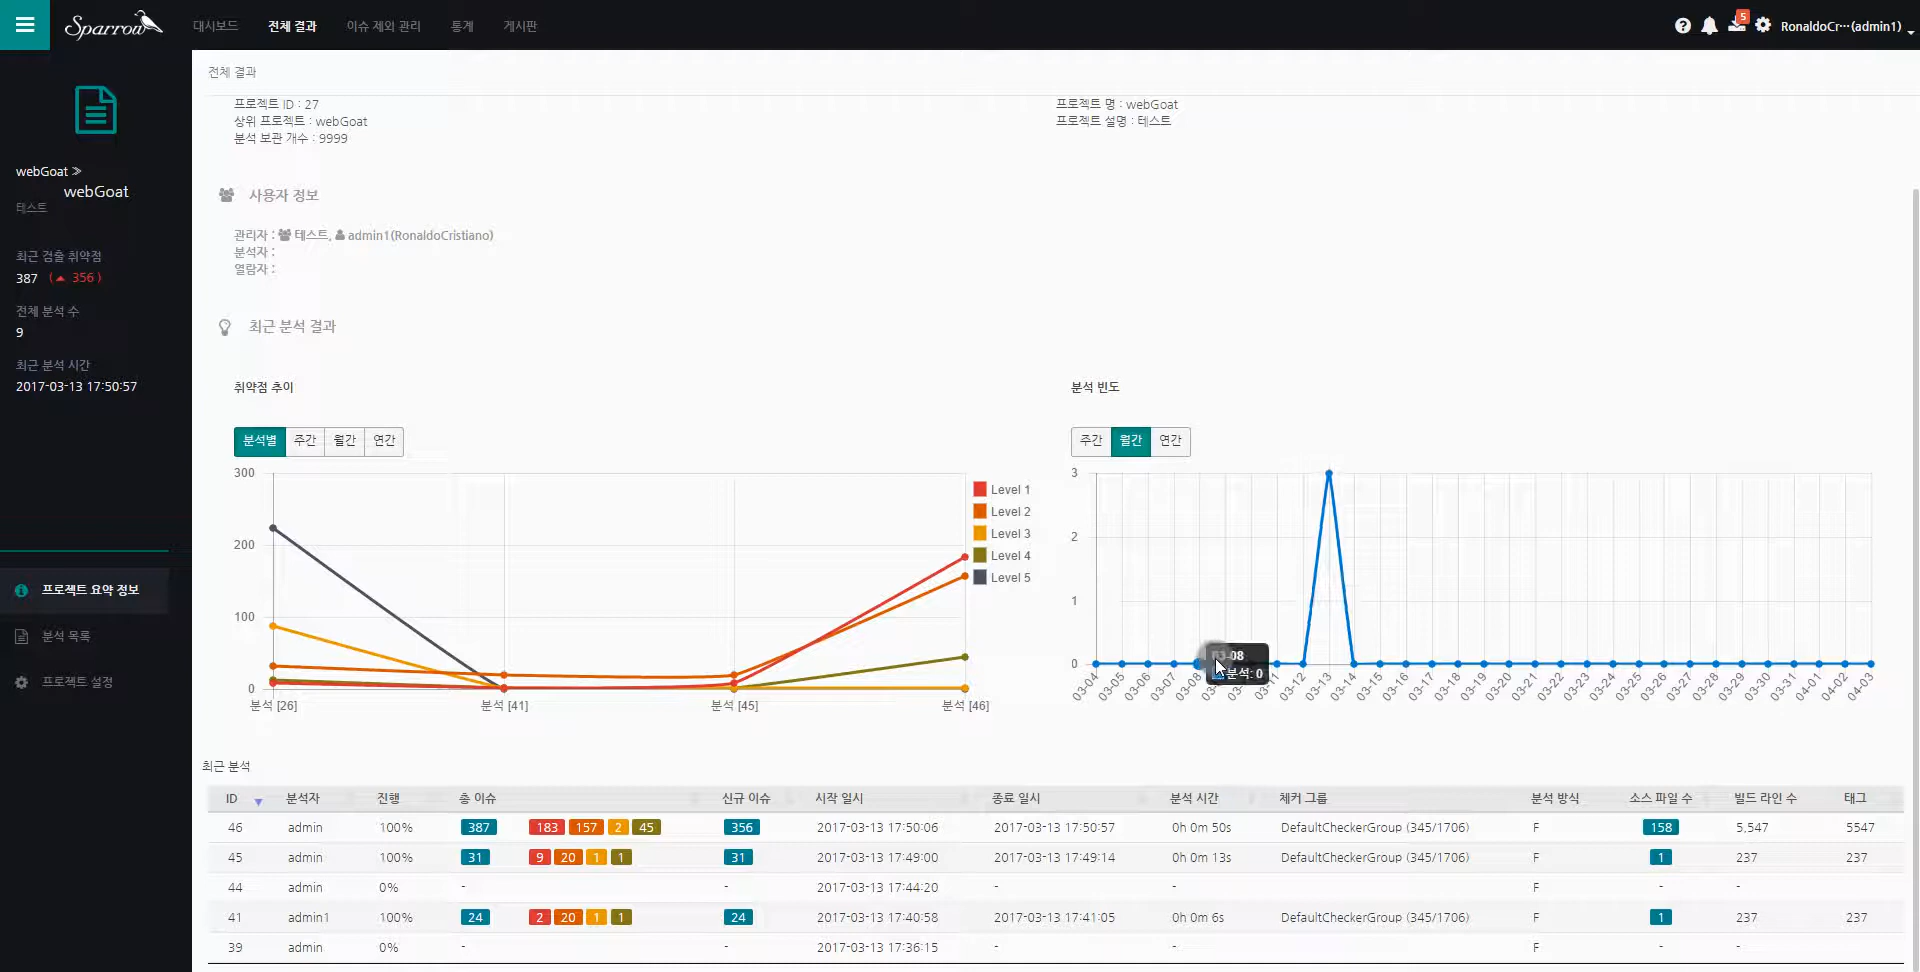 Sparrow 대시보드 전체 결과 이슈 제외 관리 통계 게시판 5 RonaldoCr···(admin1)
webGoat ≫
webGoat
테스트
최근 검출 취약점
387 ( 356 )
전체 분석 수
9
최근 분석 시간
2017-03-13 17:50:57
프로젝트 요약 정보
분석 목록
프로젝트 설정
전체 결과
프로젝트 ID : 27
상위 프로젝트 : webGoat
분석 보관 개수 : 9999
프로젝트 명 : webGoat
프로젝트 설명 : 테스트
사용자 정보
관리자 : 테스트, admin1(RonaldoCristiano)
분석자 :
열람자 :
최근 분석 결과
취약점 추이
분석별 주간 월간 연간
300
200
100
0
분석 [26] 분석 [41] 분석 [45] 분석 [46]
Level 1
Level 2
Level 3
Level 4
Level 5
분석 빈도
주간 월간 연간
3
2
1
0
03-08
분석: 0
03-04 03-05 03-06 03-07 03-08 03-11 03-12 03-13 03-14 03-15 03-16 03-17 03-18 03-19 03-20 03-21 03-22 03-23 03-24 03-25 03-26 03-27 03-28 03-29 03-30 03-31 04-01 04-02 04-03
최근 분석
ID 분석자 진행 총 이슈 신규 이슈 시작 일시 종료 일시 분석 시간 체커 그룹 분석 방식 소스 파일 수 빌드 라인 수 태그
46 admin 100% 387 183 157 2 45 356 2017-03-13 17:50:06 2017-03-13 17:50:57 0h 0m 50s DefaultCheckerGroup (345/1706) F 158 5,547 5547
45 admin 100% 31 9 20 1 1 31 2017-03-13 17:49:00 2017-03-13 17:49:14 0h 0m 13s DefaultCheckerGroup (345/1706) F 1 237 237
44 admin 0% - - 2017-03-13 17:44:20 - - F - -
41 admin1 100% 24 2 20 1 1 24 2017-03-13 17:40:58 2017-03-13 17:41:05 0h 0m 6s DefaultCheckerGroup (345/1706) F 1 237 237
39 admin 0% - - 2017-03-13 17:36:15 - - F - -